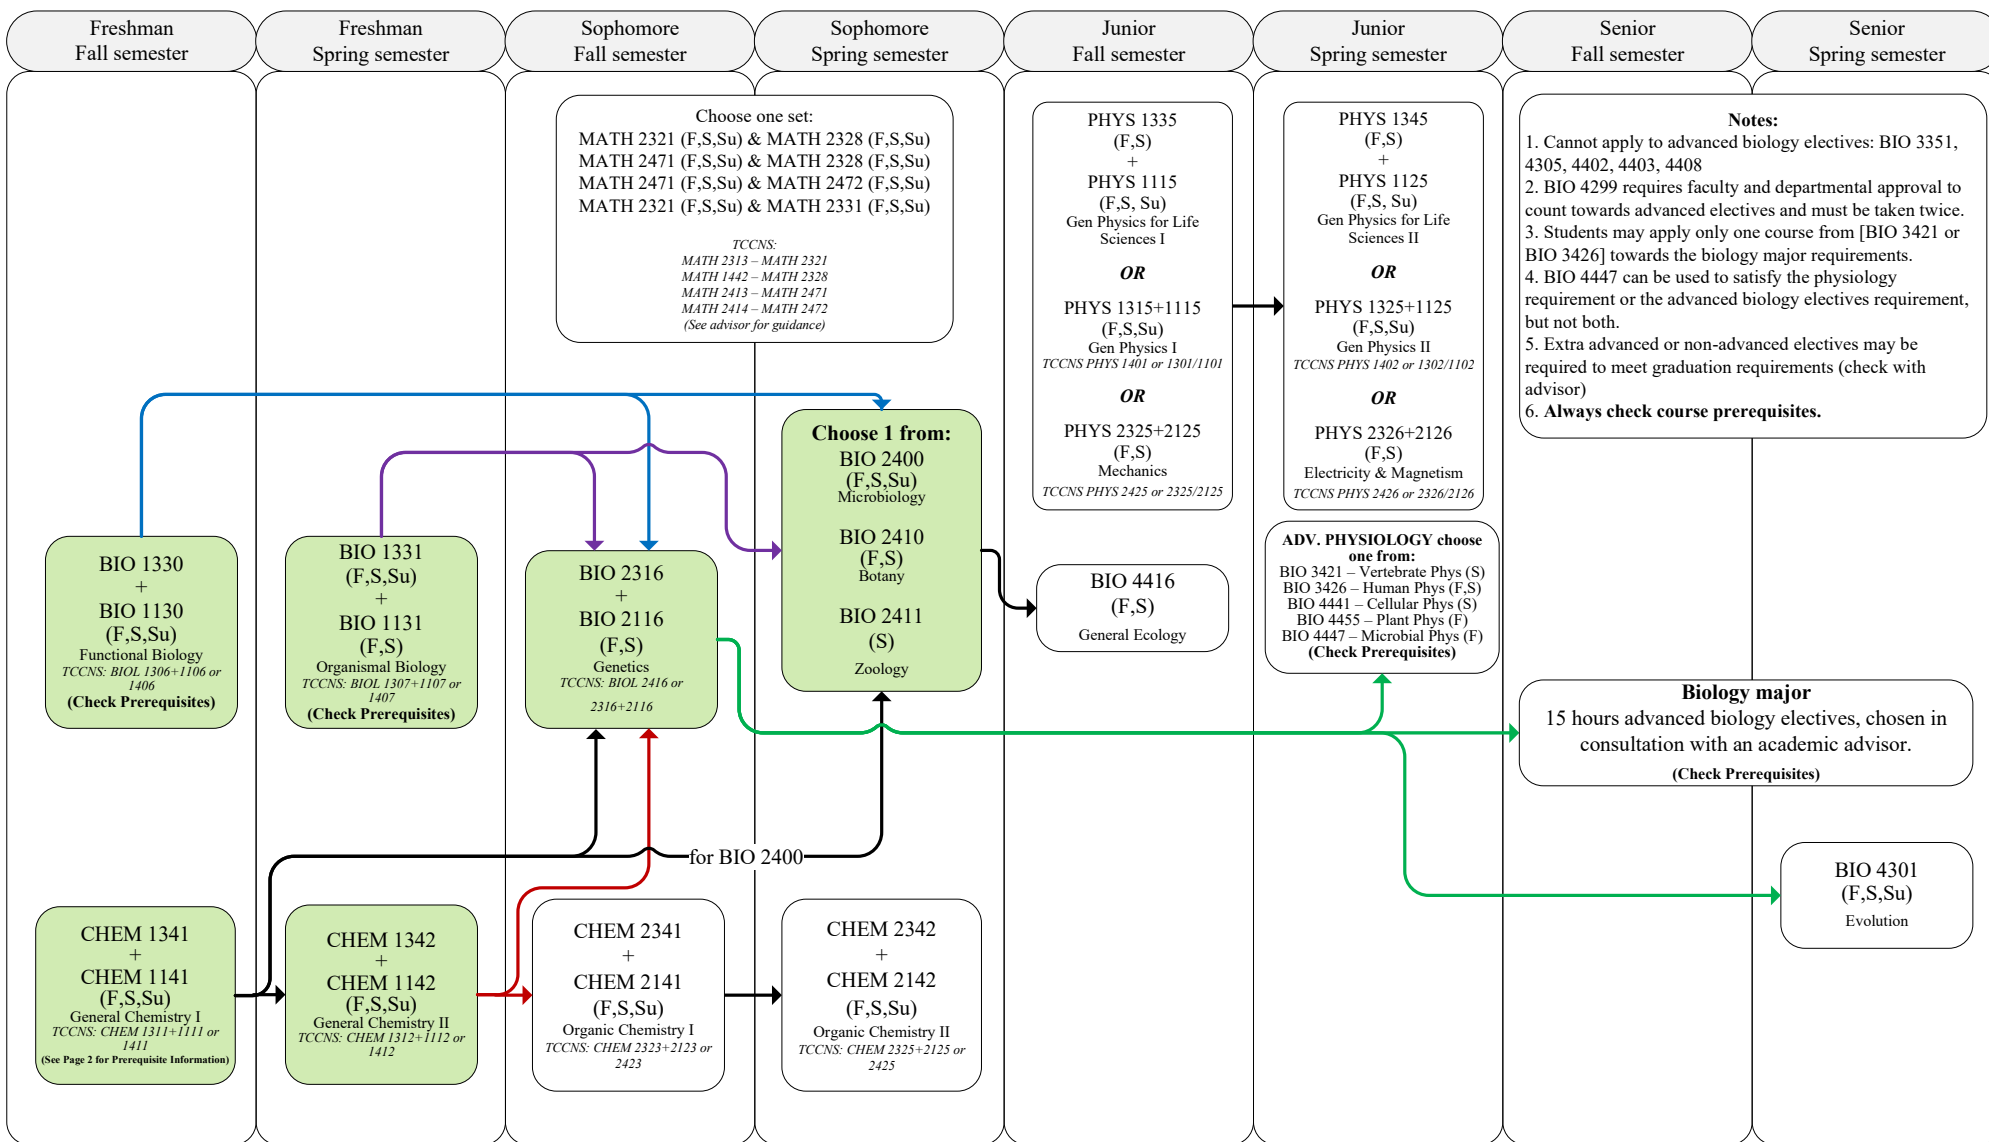 Freshman
Fall semester
Freshman
Spring semester
Sophomore
Fall semester
Sophomore
Spring semester
Junior
Fall semester
Junior
Spring semester
Senior
Fall semester
Senior
Spring semester
Choose one set:
MATH 2321 (F,S,Su) & MATH 2328 (F,S,Su)
MATH 2471 (F,S,Su) & MATH 2328 (F,S,Su)
MATH 2471 (F,S,Su) & MATH 2472 (F,S,Su)
MATH 2321 (F,S,Su) & MATH 2331 (F,S,Su)
TCCNS:
MATH 2313 – MATH 2321
MATH 1442 – MATH 2328
MATH 2413 – MATH 2471
MATH 2414 – MATH 2472
(See advisor for guidance)
PHYS 1335
(F,S)
+
PHYS 1115
(F,S, Su)
Gen Physics for Life
Sciences I
OR
PHYS 1315+1115
(F,S,Su)
Gen Physics I
TCCNS PHYS 1401 or 1301/1101
OR
PHYS 2325+2125
(F,S)
Mechanics
TCCNS PHYS 2425 or 2325/2125
PHYS 1345
(F,S)
+
PHYS 1125
(F,S, Su)
Gen Physics for Life
Sciences II
OR
PHYS 1325+1125
(F,S,Su)
Gen Physics II
TCCNS PHYS 1402 or 1302/1102
OR
PHYS 2326+2126
(F,S)
Electricity & Magnetism
TCCNS PHYS 2426 or 2326/2126
Notes:
1. Cannot apply to advanced biology electives: BIO 3351,
4305, 4402, 4403, 4408
2. BIO 4299 requires faculty and departmental approval to
count towards advanced electives and must be taken twice.
3. Students may apply only one course from [BIO 3421 or
BIO 3426] towards the biology major requirements.
4. BIO 4447 can be used to satisfy the physiology
requirement or the advanced biology electives requirement,
but not both.
5. Extra advanced or non-advanced electives may be
required to meet graduation requirements (check with
advisor)
6. Always check course prerequisites.
BIO 1330
+
BIO 1130
(F,S,Su)
Functional Biology
TCCNS: BIOL 1306+1106 or
1406
(Check Prerequisites)
BIO 1331
(F,S,Su)
+
BIO 1131
(F,S)
Organismal Biology
TCCNS: BIOL 1307+1107 or
1407
(Check Prerequisites)
BIO 2316
+
BIO 2116
(F,S)
Genetics
TCCNS: BIOL 2416 or
2316+2116
Choose 1 from:
BIO 2400
(F,S,Su)
Microbiology
BIO 2410
(F,S)
Botany
BIO 2411
(S)
Zoology
BIO 4416
(F,S)
General Ecology
ADV. PHYSIOLOGY choose
one from:
BIO 3421 – Vertebrate Phys (S)
BIO 3426 – Human Phys (F,S)
BIO 4441 – Cellular Phys (S)
BIO 4455 – Plant Phys (F)
BIO 4447 – Microbial Phys (F)
(Check Prerequisites)
Biology major
15 hours advanced biology electives, chosen in
consultation with an academic advisor.
(Check Prerequisites)
for BIO 2400
BIO 4301
(F,S,Su)
Evolution
CHEM 1341
+
CHEM 1141
(F,S,Su)
General Chemistry I
TCCNS: CHEM 1311+1111 or
1411
(See Page 2 for Prerequisite Information)
CHEM 1342
+
CHEM 1142
(F,S,Su)
General Chemistry II
TCCNS: CHEM 1312+1112 or
1412
CHEM 2341
+
CHEM 2141
(F,S,Su)
Organic Chemistry I
TCCNS: CHEM 2323+2123 or
2423
CHEM 2342
+
CHEM 2142
(F,S,Su)
Organic Chemistry II
TCCNS: CHEM 2325+2125 or
2425